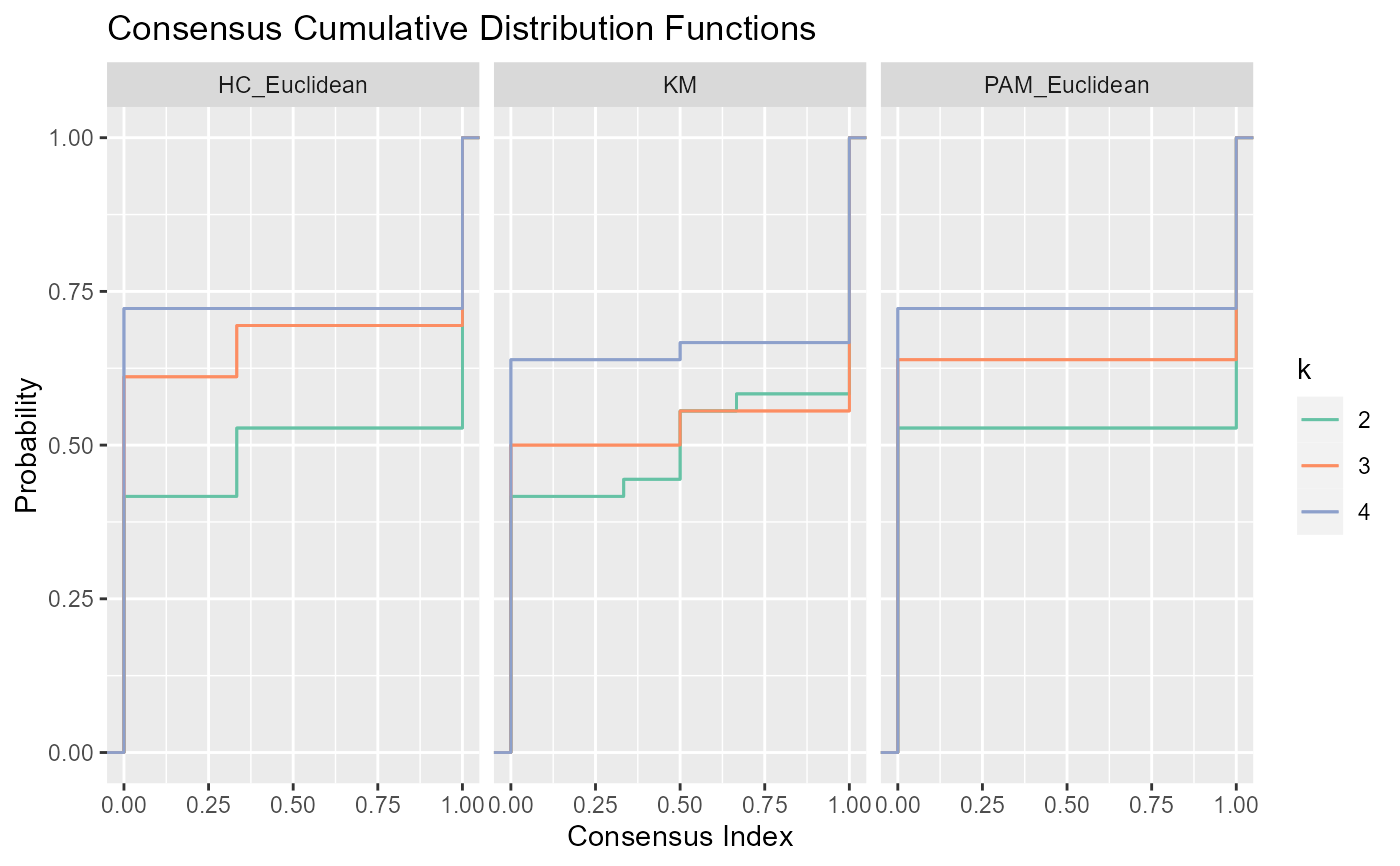 Consensus Cumulative Distribution Functions
HC_Euclidean
KM
PAM_Euclidean
Probability
1.00
0.75
0.50
0.25
0.00
0.00 0.25 0.50 0.75 1.00
0.00 0.25 0.50 0.75 1.00
0.00 0.25 0.50 0.75 1.00
Consensus Index
k
2
3
4